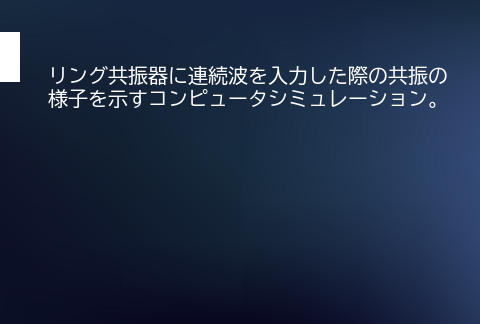 リング共振器に連続波を入力した際の共振の
様子を示すコンピュータシミュレーション。